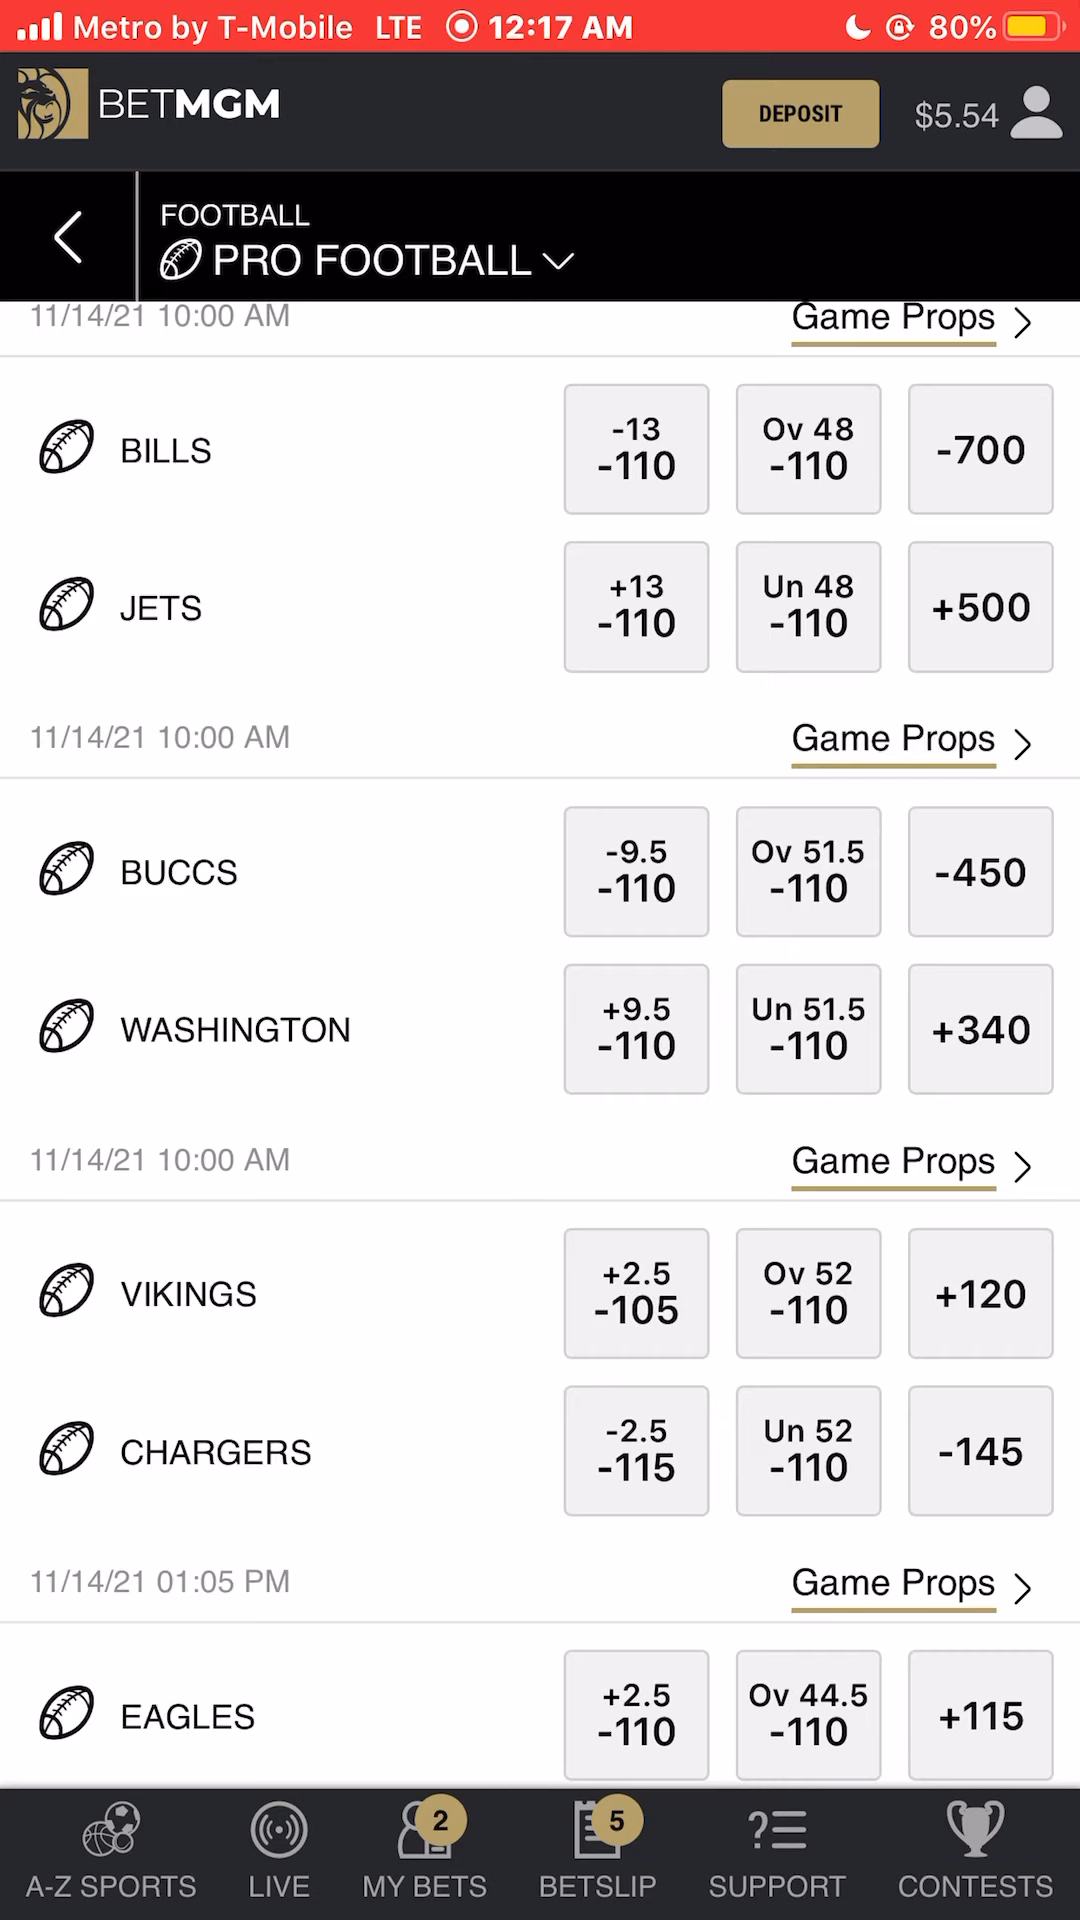 Metro by T-Mobile LTE 12:17 AM 80%
BETMGM DEPOSIT $5.54
FOOTBALL
PRO FOOTBALL
11/14/21 10:00 AM Game Props
-13 Ov 48
BILLS -110 -110 -700
+13 Un 48
JETS -110 -110 +500
11/14/21 10:00 AM Game Props
-9.5 Ov 51.5
BUCCS -110 -110 -450
+9.5 Un 51.5
WASHINGTON -110 -110 +340
11/14/21 10:00 AM Game Props
+2.5 Ov 52
VIKINGS -105 -110 +120
-2.5 Un 52
CHARGERS -115 -110 -145
11/14/21 01:05 PM Game Props
+2.5 Ov 44.5
EAGLES -110 -110 +115
2 5
A-Z SPORTS LIVE MY BETS BETSLIP SUPPORT CONTESTS